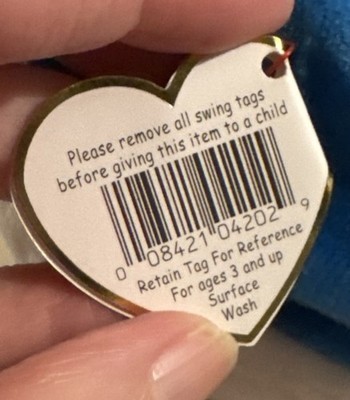 Please remove all swing tags
before giving this item to a child
0 08421 04202 9
Retain Tag For Reference
For ages 3 and up
Surface
Wash